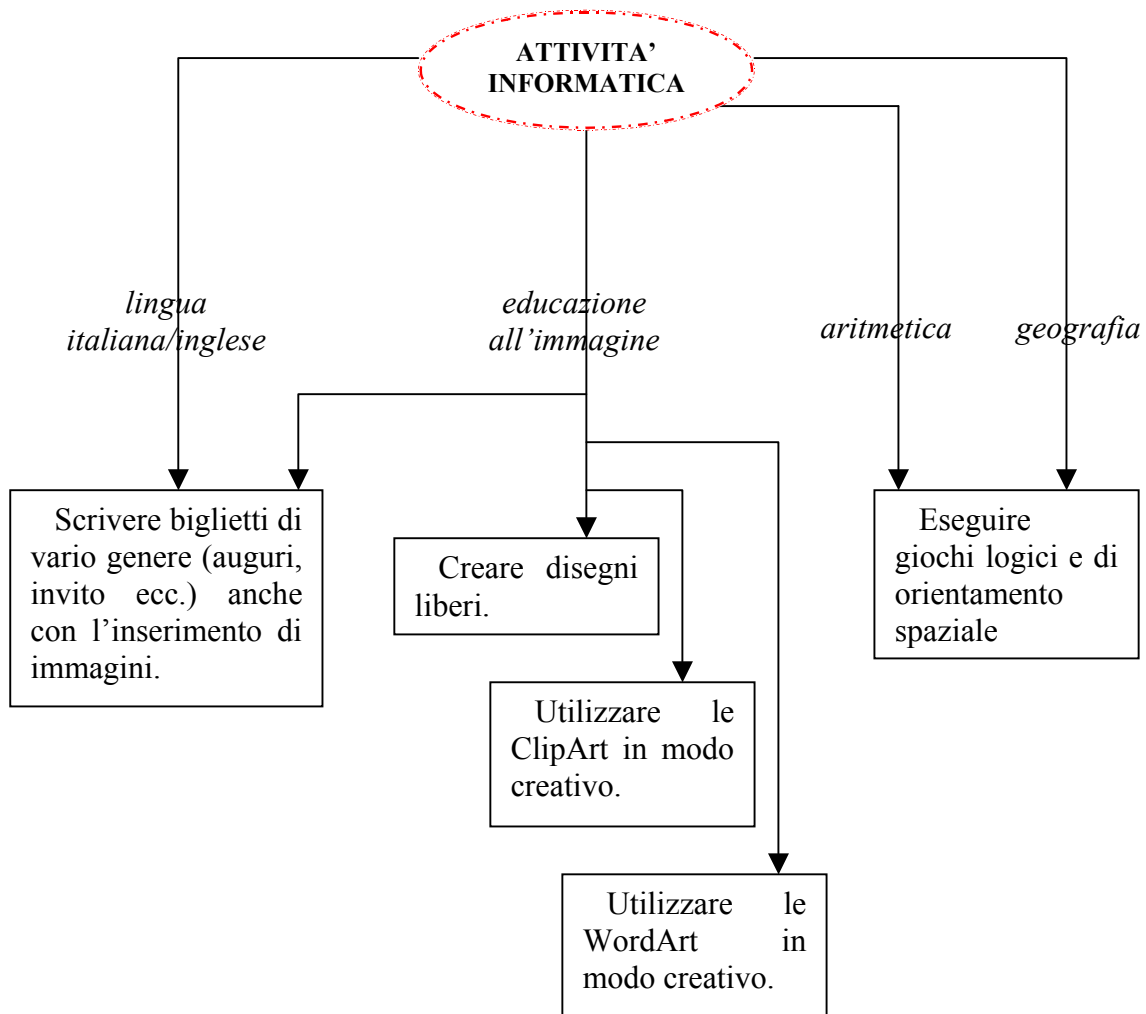 ATTIVITA'
INFORMATICA
lingua
italiana/inglese
educazione
all'immagine
aritmetica
geografia
Scrivere biglietti di
vario genere (auguri,
invito ecc.) anche
con l'inserimento di
immagini.
Creare disegni
liberi.
Utilizzare le
ClipArt in modo
creativo.
Utilizzare le
WordArt in
modo creativo.
Eseguire
giochi logici e di
orientamento
spaziale